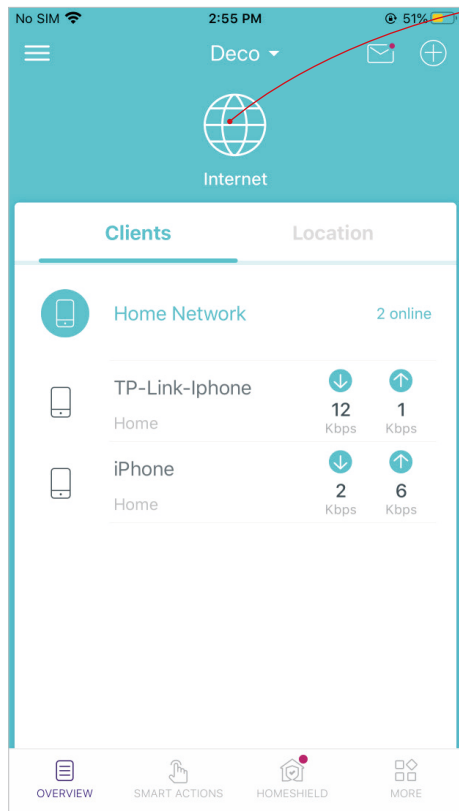 No SIM 2:55 PM 51%
Deco
Internet
Clients Location
Home Network 2 online
TP-Link-Iphone
12 1
Home Kbps Kbps
iPhone
2 6
Home Kbps Kbps
OVERVIEW SMART ACTIONS HOMESHIELD MORE